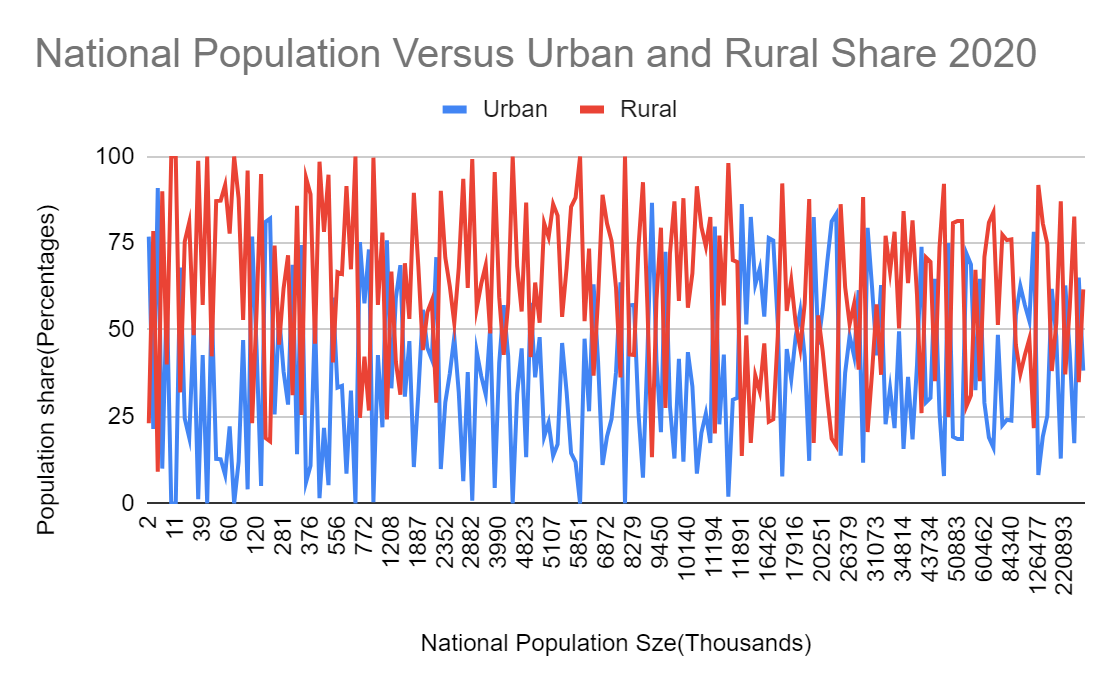 National Population Versus Urban and Rural Share 2020
Urban Rural
Population share(Percentages)
100
75
50
25
0
2 11 39 60 120 281 376 556 772 1208 1887 2352 2882 3990 4823 5107 5851 6872 8279 9450 10140 11194 11891 16426 17916 20251 26379 31073 34814 43734 50883 60462 84340 126477 220893
National Population Sze(Thousands)